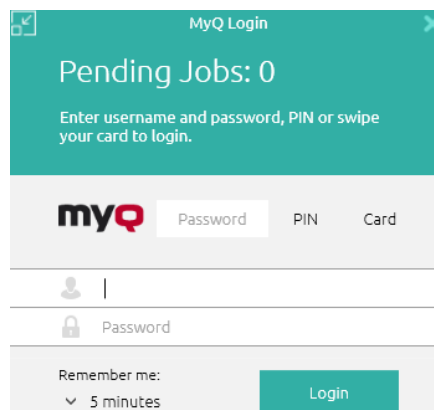 MyQ Login
Pending Jobs: 0
Enter username and password, PIN or swipe
your card to login.
myQ Password PIN Card
Password
Remember me:
5 minutes Login